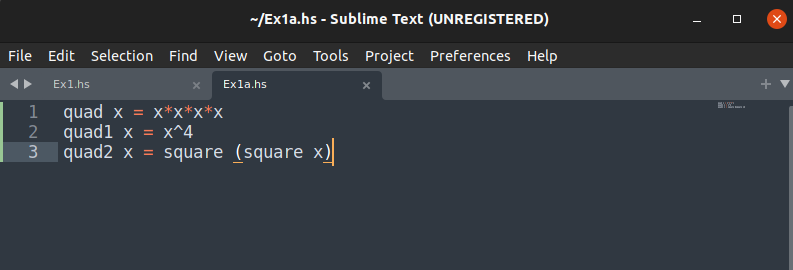 ~/Ex1a.hs - Sublime Text (UNREGISTERED)
File Edit Selection Find View Goto Tools Project Preferences Help
Ex1.hs × Ex1a.hs ×
1 quad x = x*x*x*x
2 quad1 x = x^4
3 quad2 x = square (square x)